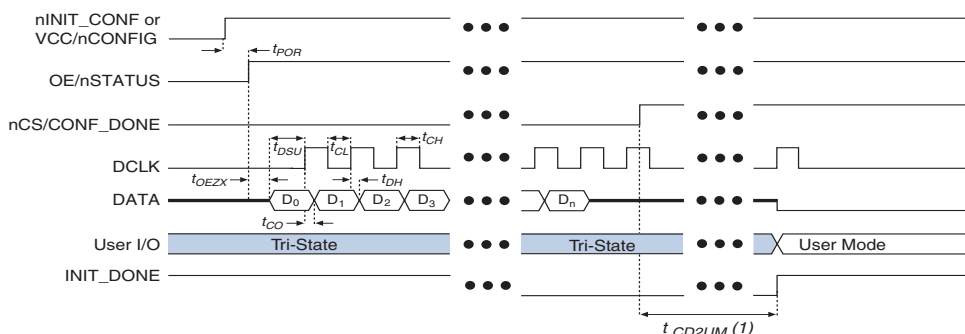 nINIT_CONF or
VCC/nCONFIG
tPOR
OE/nSTATUS
nCS/CONF_DONE
tDSU
tCL
tCH
DCLK
tOEZX
tDH
DATA
D0
D1
D2
D3
Dn
tCO
User I/O
Tri-State
Tri-State
User Mode
INIT_DONE
t CD2UM (1)